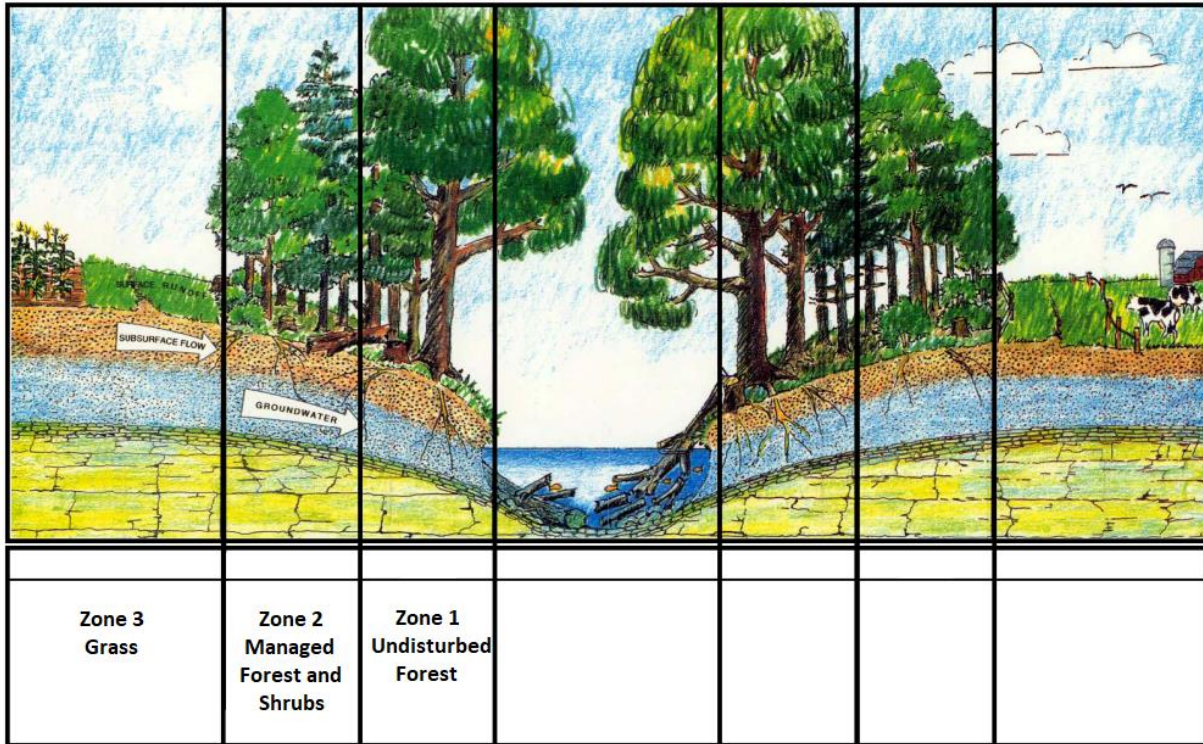 SURFACE RUNOFF
SUBSURFACE FLOW
GROUNDWATER
Zone 3
Grass
Zone 2
Managed
Forest and
Shrubs
Zone 1
Undisturbed
Forest